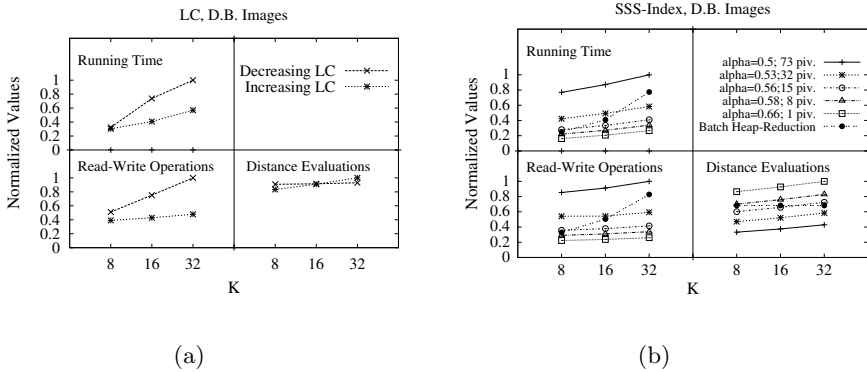 LC, D.B. Images
Running Time
Decreasing LC
Increasing LC
1
0.8
0.6
0.4
0.2
0
Read-Write Operations
Distance Evaluations
1
0.8
0.6
0.4
0.2
0
Normalized Values
8 16 32 8 16 32
K
(a)
SSS-Index, D.B. Images
Running Time
alpha=0.5; 73 piv.
alpha=0.53;32 piv.
alpha=0.56;15 piv.
alpha=0.58; 8 piv.
alpha=0.66; 1 piv.
Batch Heap-Reduction
1
0.8
0.6
0.4
0.2
0
Read-Write Operations
Distance Evaluations
1
0.8
0.6
0.4
0.2
0
Normalized Values
8 16 32 8 16 32
K
(b)